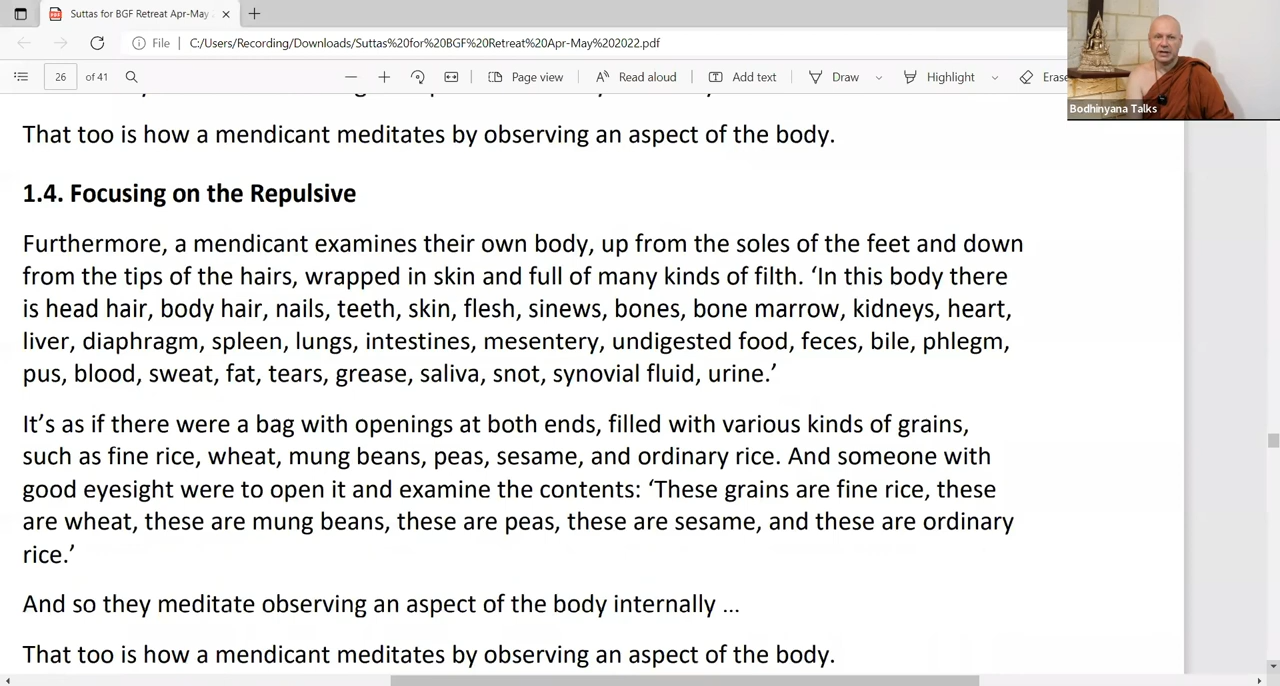 Suttas for BGF Retreat Apr-May
File C:/Users/Recording/Downloads/Suttas%20for%20BGF%20Retreat%20Apr-May%202022.pdf
26 of 41 Page view Read aloud Add text Draw Highlight Erase
Bodhinyana Talks
That too is how a mendicant meditates by observing an aspect of the body.
1.4. Focusing on the Repulsive
Furthermore, a mendicant examines their own body, up from the soles of the feet and down
from the tips of the hairs, wrapped in skin and full of many kinds of filth. ‘In this body there
is head hair, body hair, nails, teeth, skin, flesh, sinews, bones, bone marrow, kidneys, heart,
liver, diaphragm, spleen, lungs, intestines, mesentery, undigested food, feces, bile, phlegm,
pus, blood, sweat, fat, tears, grease, saliva, snot, synovial fluid, urine.’
It’s as if there were a bag with openings at both ends, filled with various kinds of grains,
such as fine rice, wheat, mung beans, peas, sesame, and ordinary rice. And someone with
good eyesight were to open it and examine the contents: ‘These grains are fine rice, these
are wheat, these are mung beans, these are peas, these are sesame, and these are ordinary
rice.’
And so they meditate observing an aspect of the body internally ...
That too is how a mendicant meditates by observing an aspect of the body.